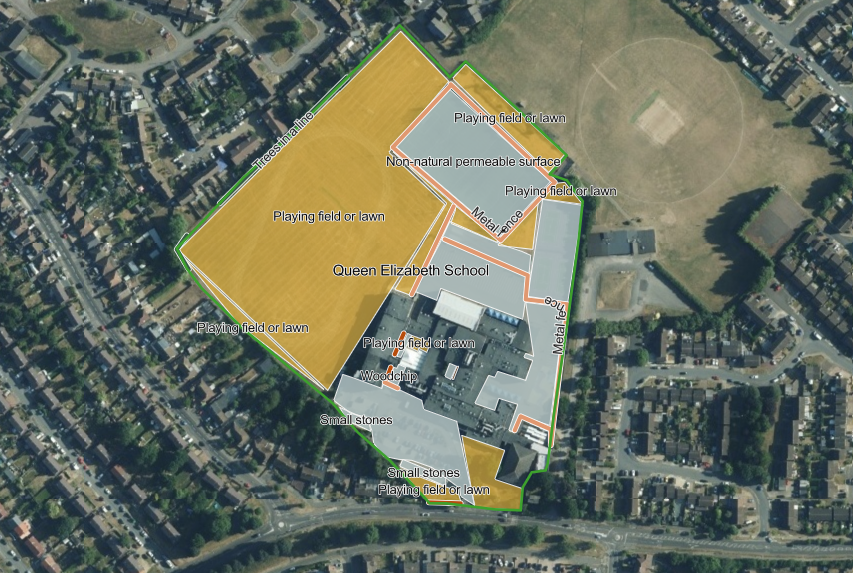 Playing field or lawn
Trees in a line
Non-natural permeable surface
Playing field or lawn
Playing field or lawn
Metal fence
Queen Elizabeth School
Metal fence
Playing field or lawn
Playing field or lawn
Woodchip
Small stones
Small stones
Playing field or lawn